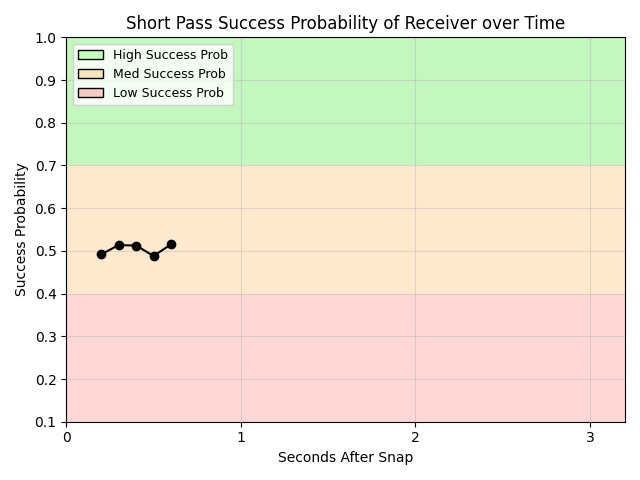 Short Pass Success Probability of Receiver over Time
High Success Prob
Med Success Prob
Low Success Prob
1.0
0.9
0.8
0.7
0.6
0.5
0.4
0.3
0.2
0.1
Success Probability
0 1 2 3
Seconds After Snap